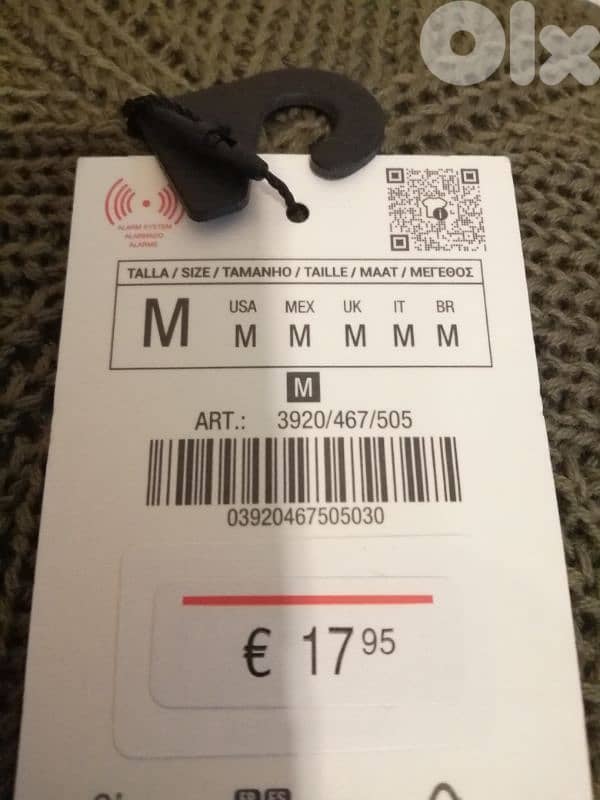 Olx
ALARM SYSTEM
ALARMADO
ALARME
TALLA / SIZE / TAMANHO / TAILLE / MAAT / ΜΕΓΕΘΟΣ
M USA MEX UK IT BR
M M M M M
M
ART.: 3920/467/505
03920467505030
€ 17 95